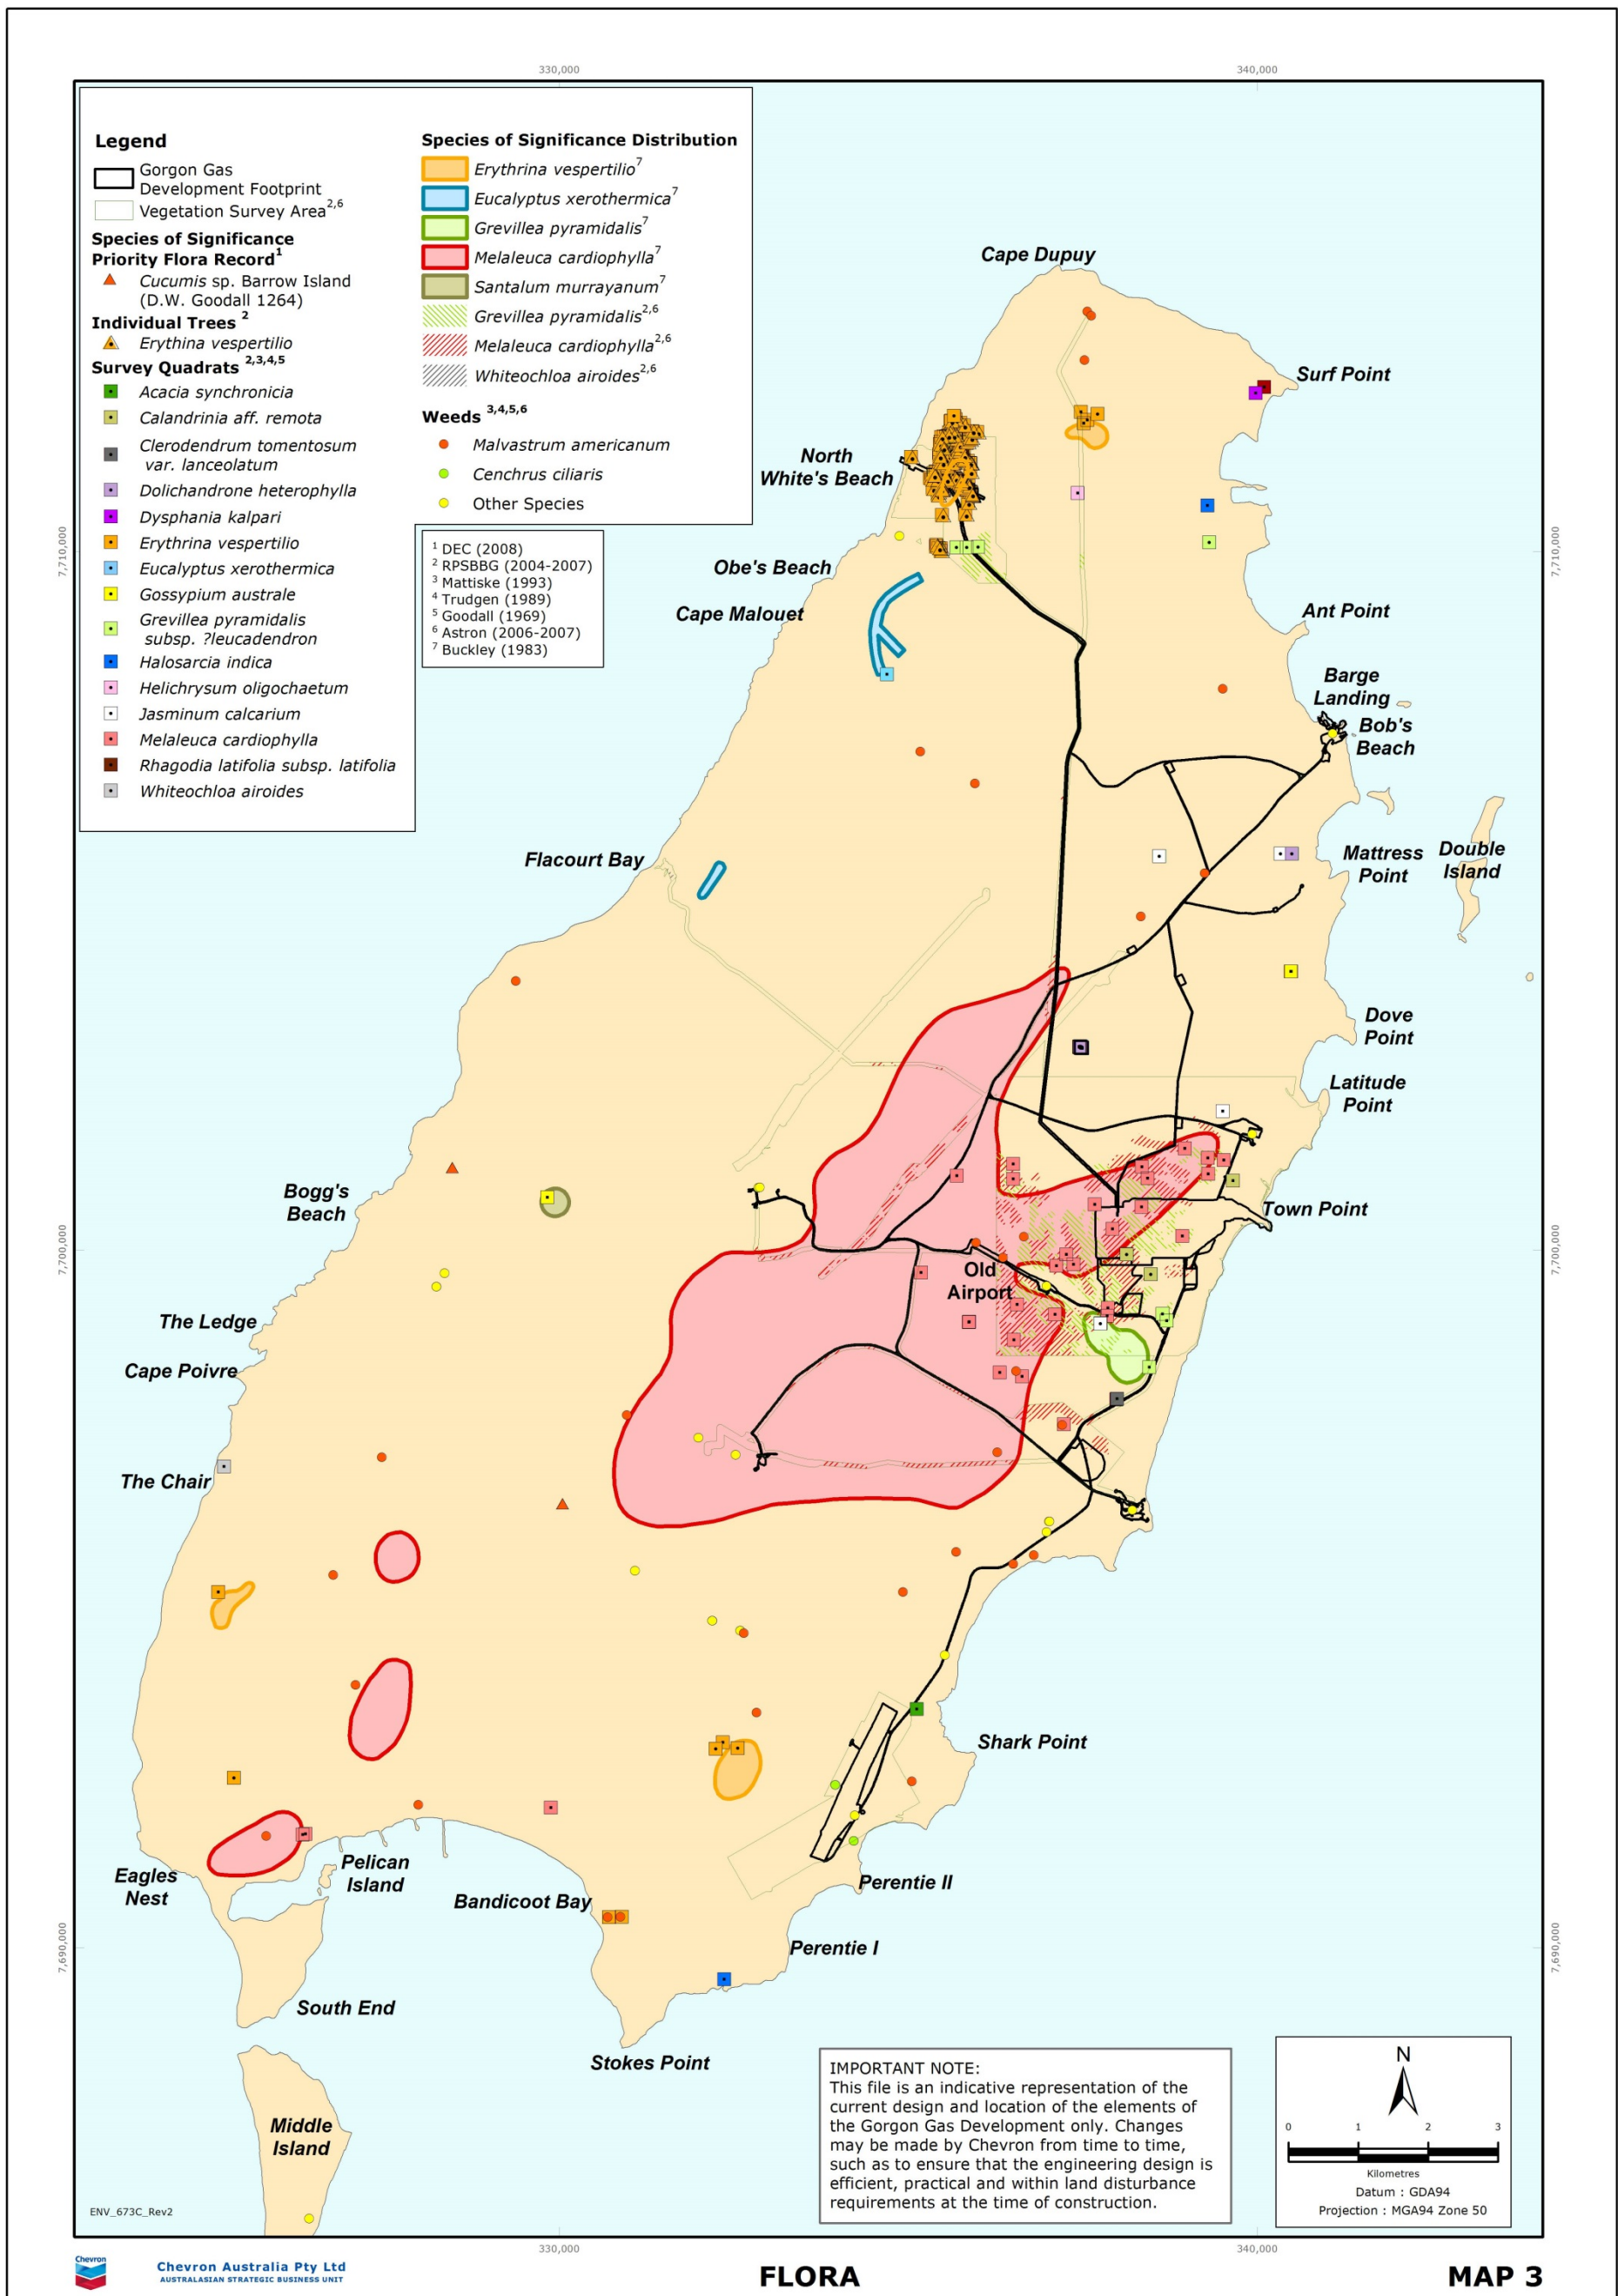 330,000
340,000
Legend
Gorgon Gas
Development Footprint
Vegetation Survey Area2,6
Species of Significance
Priority Flora Record1
Cucumis sp. Barrow Island
(D.W. Goodall 1264)
Individual Trees 2
Erythina vespertilio
Survey Quadrats 2,3,4,5
Acacia synchronicia
Calandrinia aff. remota
Clerodendrum tomentosum
var. lanceolatum
Dolichandrone heterophylla
Dysphania kalpari
Erythrina vespertilio
Eucalyptus xerothermica
Gossypium australe
Grevillea pyramidalis
subsp. ?leucadendron
Halosarcia indica
Helichrysum oligochaetum
Jasminum calcarium
Melaleuca cardiophylla
Rhagodia latifolia subsp. latifolia
Whiteochloa airoides
Species of Significance Distribution
Erythrina vespertilio7
Eucalyptus xerothermica7
Grevillea pyramidalis7
Melaleuca cardiophylla7
Santalum murrayanum7
Grevillea pyramidalis2,6
Melaleuca cardiophylla2,6
Whiteochloa airoides2,6
Weeds 3,4,5,6
Malvastrum americanum
Cenchrus ciliaris
Other Species
1 DEC (2008)
2 RPSBBG (2004-2007)
3 Mattiske (1993)
4 Trudgen (1989)
5 Goodall (1969)
6 Astron (2006-2007)
7 Buckley (1983)
Cape Dupuy
Surf Point
North
White's Beach
7,710,000
7,710,000
Obe's Beach
Cape Malouet
Ant Point
Barge
Landing
Bob's
Beach
Flacourt Bay
Mattress
Point
Double
Island
Dove
Point
Latitude
Point
Bogg's
Beach
Town Point
7,700,000
7,700,000
Old
Airport
The Ledge
Cape Poivre
The Chair
Shark Point
Eagles
Nest
Pelican
Island
Bandicoot Bay
Perentie II
Perentie I
7,690,000
7,690,000
South End
Stokes Point
Middle
Island
IMPORTANT NOTE:
This file is an indicative representation of the
current design and location of the elements of
the Gorgon Gas Development only. Changes
may be made by Chevron from time to time,
such as to ensure that the engineering design is
efficient, practical and within land disturbance
requirements at the time of construction.
N
0 1 2 3
Kilometres
Datum : GDA94
Projection : MGA94 Zone 50
ENV_673C_Rev2
330,000
340,000
Chevron
Chevron Australia Pty Ltd
AUSTRALASIAN STRATEGIC BUSINESS UNIT
FLORA
MAP 3